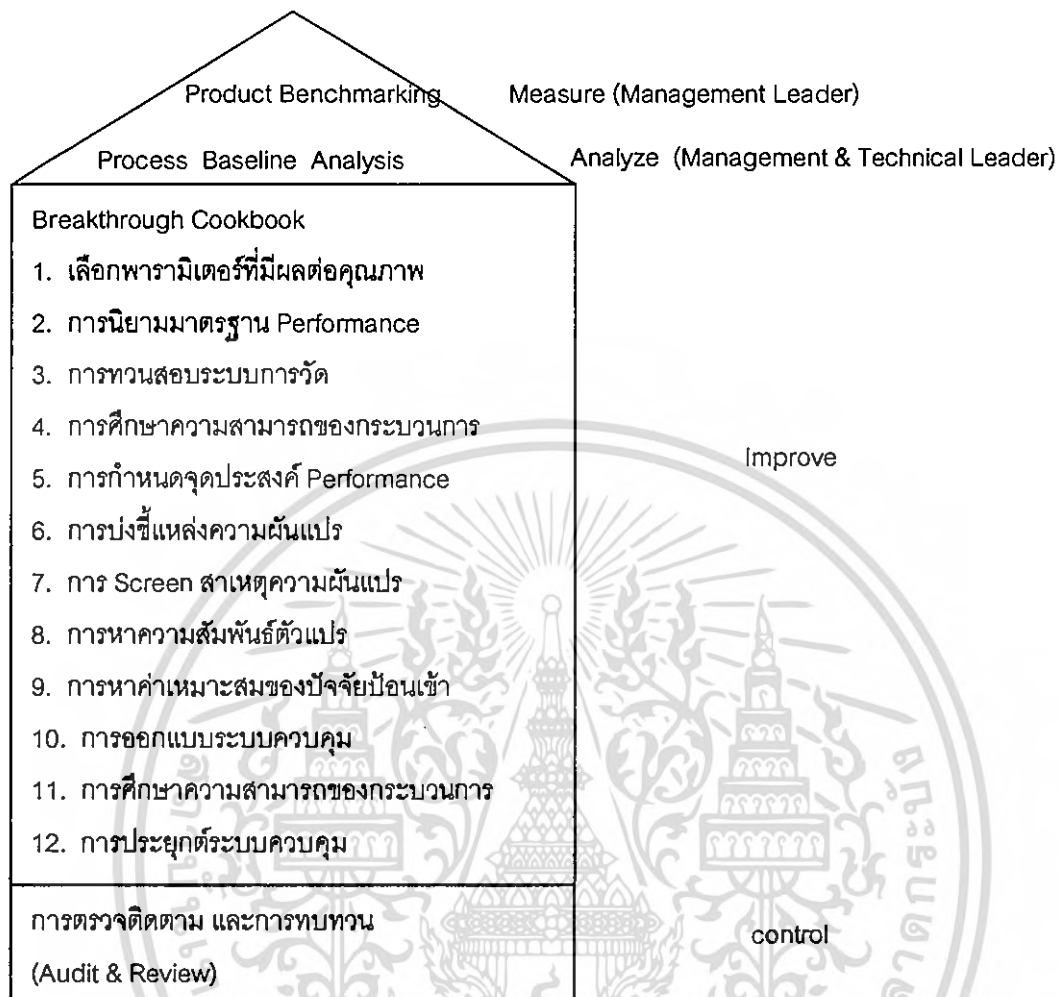 Product Benchmarking Measure (Management Leader)
Process Baseline Analysis Analyze (Management & Technical Leader)
Breakthrough Cookbook
1. เลือกพารามิเตอร์ที่มีผลต่อคุณภาพ
2. การนิยามมาตรฐาน Performance
3. การทวนสอบระบบการวัด
4. การศึกษาความสามารถของกระบวนการ
5. การกำหนดจุดประสงค์ Performance
Improve
6. การบ่งชี้แหล่งความผันแปร
7. การ Screen สาเหตุความผันแปร
8. การหาความสัมพันธ์ตัวแปร
9. การหาค่าเหมาะสมของปัจจัยป้อนเข้า
10. การออกแบบระบบควบคุม
11. การศึกษาความสามารถของกระบวนการ
12. การประยุกต์ระบบควบคุม
การตรวจติดตาม และการทบทวน
control
(Audit & Review)